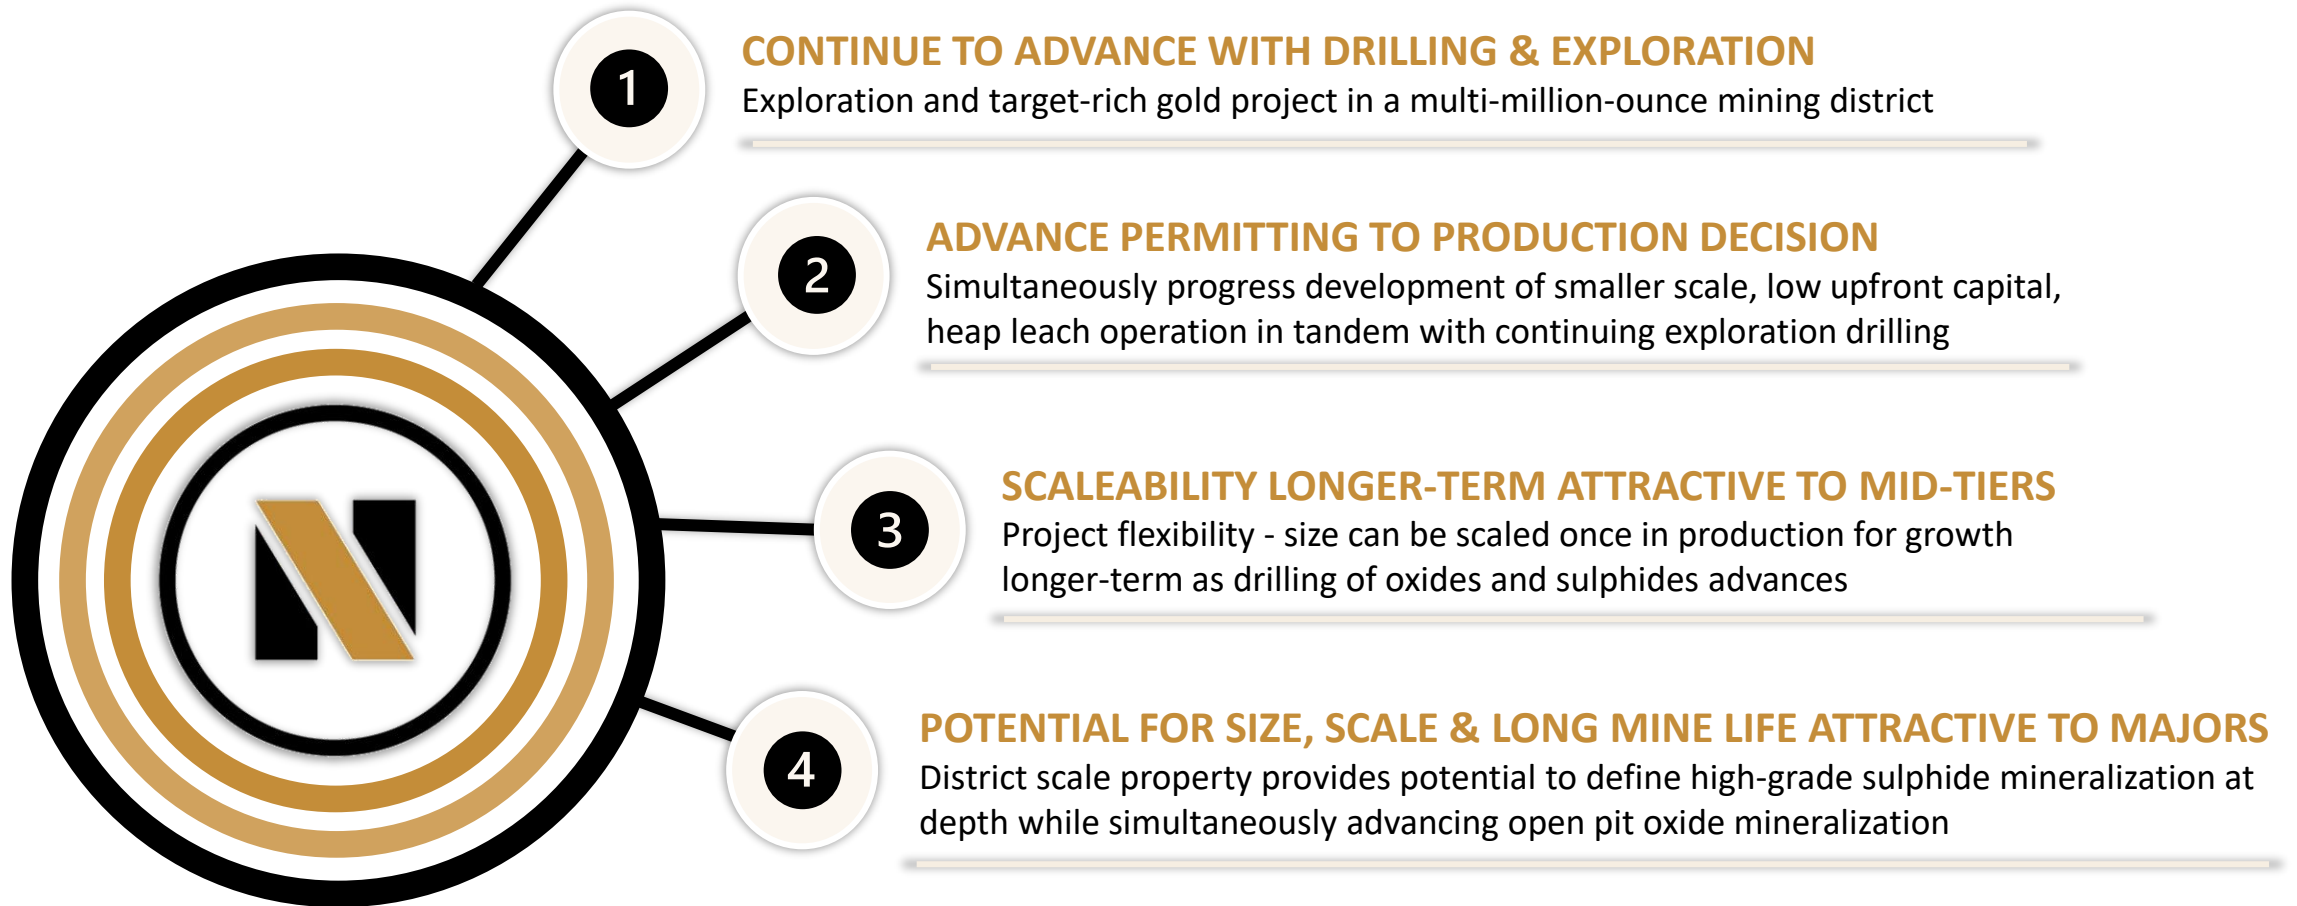 1
CONTINUE TO ADVANCE WITH DRILLING & EXPLORATION
Exploration and target-rich gold project in a multi-million-ounce mining district
2
ADVANCE PERMITTING TO PRODUCTION DECISION
Simultaneously progress development of smaller scale, low upfront capital,
heap leach operation in tandem with continuing exploration drilling
3
SCALEABILITY LONGER-TERM ATTRACTIVE TO MID-TIERS
Project flexibility - size can be scaled once in production for growth
longer-term as drilling of oxides and sulphides advances
N
4
POTENTIAL FOR SIZE, SCALE & LONG MINE LIFE ATTRACTIVE TO MAJORS
District scale property provides potential to define high-grade sulphide mineralization at
depth while simultaneously advancing open pit oxide mineralization